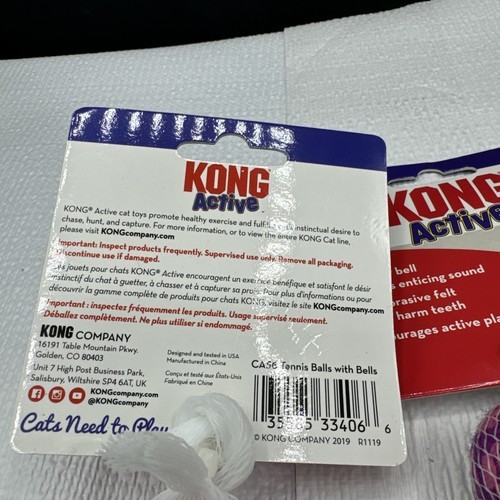 KONG
Active
KONG® Active cat toys promote healthy exercise and fulfill instinctual desire to
chase, hunt, and capture. For more information, or to view the entire KONG Cat line,
please visit KONGcompany.com
Important: Inspect products frequently. Supervised use only. Remove all packaging.
Discontinue use if damaged.
jouets pour chats KONG® Active encouragent un exercice bénéfique et satisfont le désir
instinctif du chat à guetter, à chasser et à capturer sa proie. Pour plus d'informations ou pour
découvrir la gamme complète de produits pour chats KONG, visitez le site KONGcompany.com
Important : inspectez fréquemment les produits. Usage supervisé seulement.
Déballez complètement. Ne plus utiliser si endommagé.
KONG COMPANY
16191 Table Mountain Pkwy.
Golden, CO 80403
Unit 7 High Post Business Park,
Salisbury, Wiltshire SP4 6AT, UK
KONGcompany
@KONGcompany
Cats Need to Play
Designed and tested in USA
Manufactured in China
Conçu et testé aux États-Unis
Fabriqué en Chine
CA56 Tennis Balls with Bells
33406 6
© KONG COMPANY 2019 R1119
KONG
Active
bell
enticing sound
felt
harm teeth